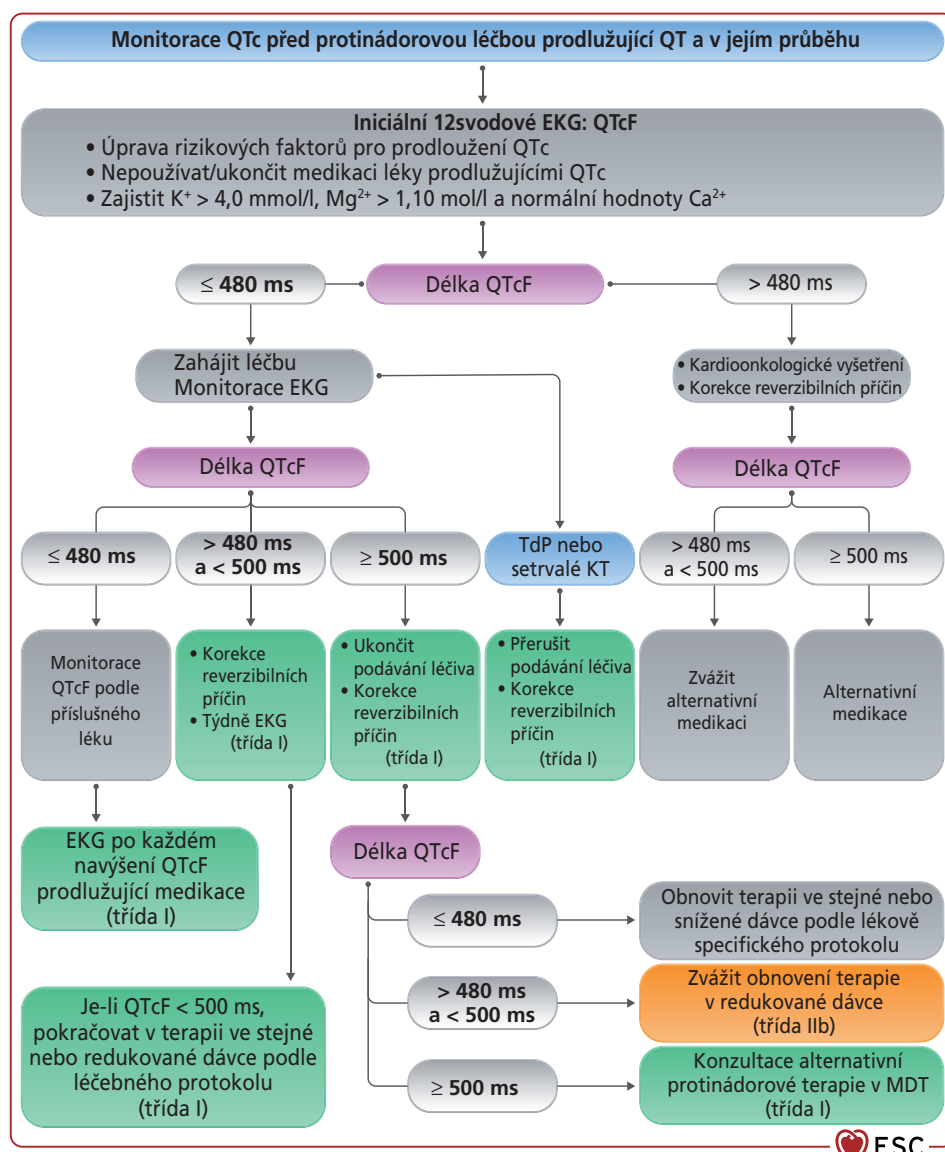 Monitorace QTc před protinádorovou léčbou prodlužující QT a v jejím průběhu
Iniciální 12svodové EKG: QTcF
• Úprava rizikových faktorů pro prodloužení QTc
• Nepoužívat/ukončit medikaci léky prodlužujícími QTc
• Zajistit K⁺ > 4,0 mmol/l, Mg²⁺ > 1,10 mol/l a normální hodnoty Ca²⁺
≤ 480 ms
Délka QTcF
> 480 ms
Zahájit léčbu
Monitorace EKG
• Kardioonkologické vyšetření
• Korekce reverzibilních příčin
Délka QTcF
Délka QTcF
≤ 480 ms
> 480 ms
a < 500 ms
≥ 500 ms
TdP nebo
setrvalé KT
> 480 ms
a < 500 ms
≥ 500 ms
Monitorace
QTcF podle
příslušného
léku
• Korekce
reverzibilních
příčin
• Týdně EKG
(třída I)
• Ukončit
podávání léčiva
• Korekce
reverzibilních
příčin
(třída I)
• Přerušit
podávání léčiva
• Korekce
reverzibilních
příčin
(třída I)
Zvážit
alternativní
medikaci
Alternativní
medikace
EKG po každém
navýšení QTcF
prodlužující medikace
(třída I)
Délka QTcF
≤ 480 ms
Obnovit terapii ve stejné nebo
snížené dávce podle lékově
specifického protokolu
> 480 ms
a < 500 ms
Zvážit obnovení terapie
v redukované dávce
(třída IIb)
Je-li QTcF < 500 ms,
pokračovat v terapii ve stejné
nebo redukované dávce podle
léčebného protokolu
(třída I)
≥ 500 ms
Konzultace alternativní
protinádorové terapie v MDT
(třída I)
ESC